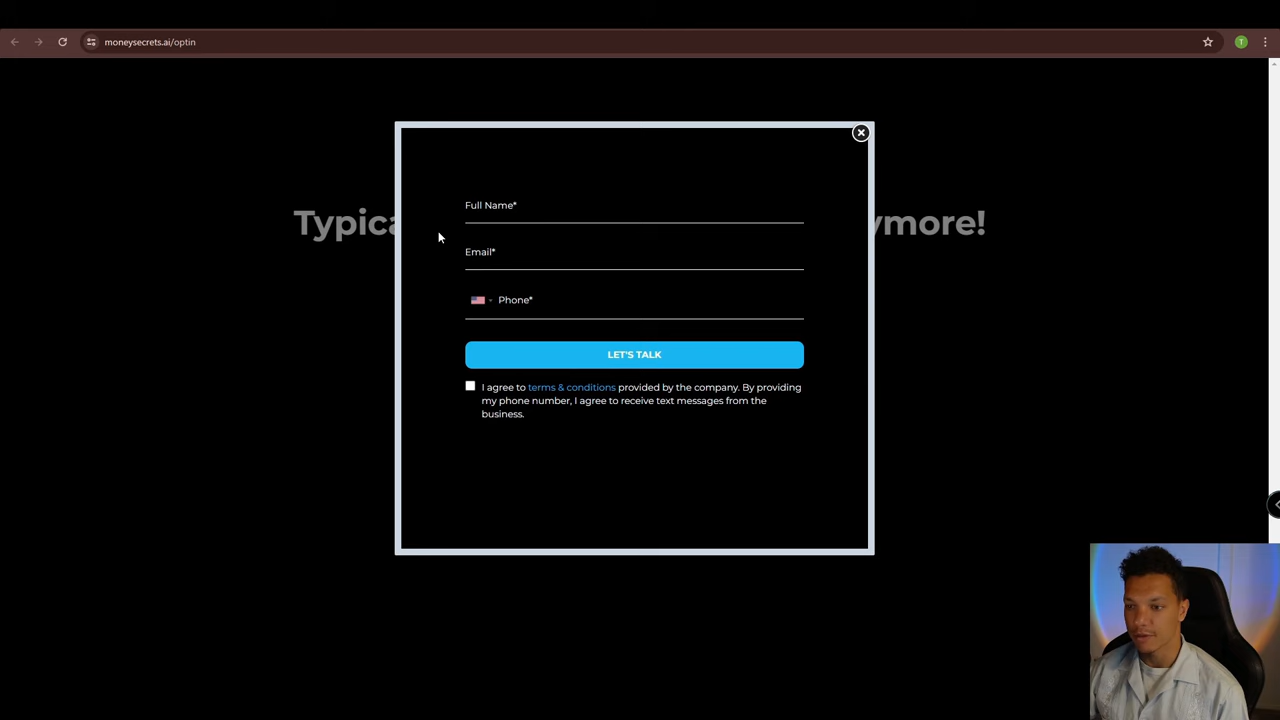 moneysecrets.ai/optin
T
Full Name*
Typica
ymore!
Email*
Phone*
LET'S TALK
I agree to terms & conditions provided by the company. By providing
my phone number, I agree to receive text messages from the
business.